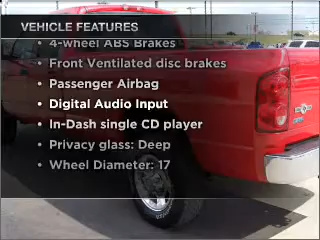 VEHICLE FEATURES
4-wheel ABS Brakes
Front Ventilated disc brakes
Passenger Airbag
Digital Audio Input
In-Dash single CD player
Privacy glass: Deep
Wheel Diameter: 17